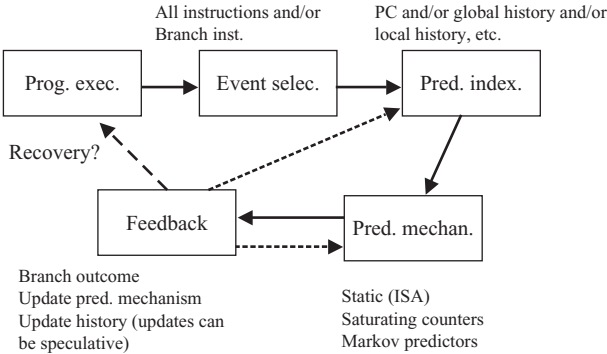 All instructions and/or
Branch inst.
PC and/or global history and/or
local history, etc.
Prog. exec.
Event selec.
Pred. index.
Recovery?
Feedback
Pred. mechan.
Branch outcome
Update pred. mechanism
Update history (updates can
be speculative)
Static (ISA)
Saturating counters
Markov predictors